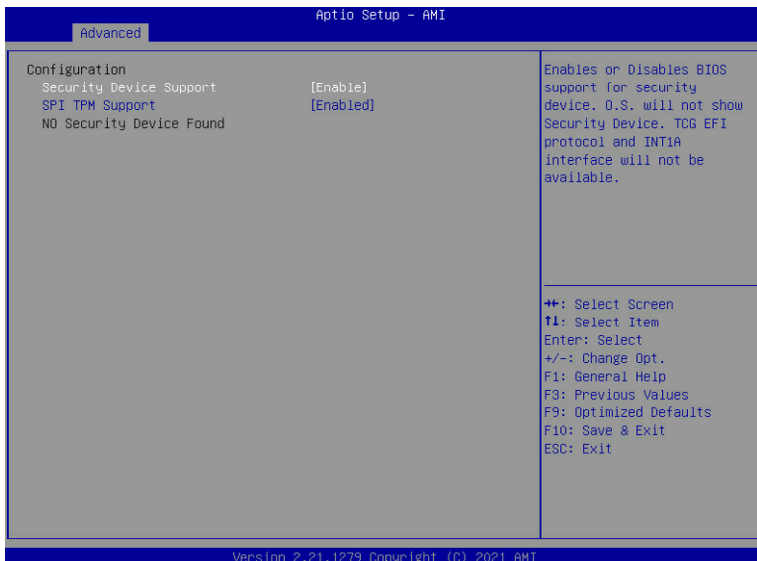 Aptio Setup – AMI
Advanced
Configuration
Security Device Support [Enable]
SPI TPM Support [Enabled]
NO Security Device Found
Enables or Disables BIOS
support for security
device. O.S. will not show
Security Device. TCG EFI
protocol and INT1A
interface will not be
available.
→←: Select Screen
↑↓: Select Item
Enter: Select
+/-: Change Opt.
F1: General Help
F3: Previous Values
F9: Optimized Defaults
F10: Save & Exit
ESC: Exit
Version 2.21.1279 Copyright (C) 2021 AMI